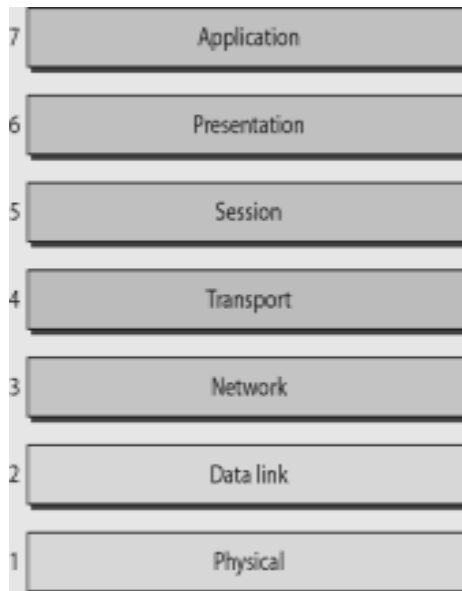 7 Application
6 Presentation
5 Session
4 Transport
3 Network
2 Data link
1 Physical